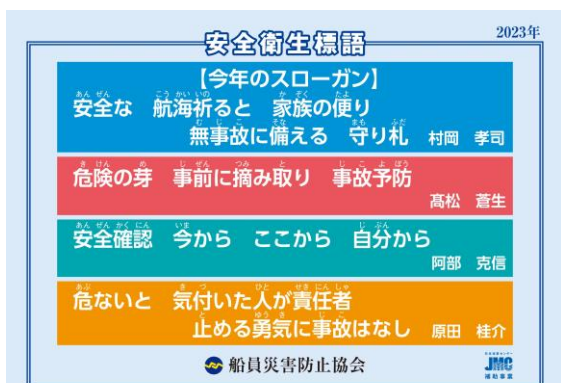 2023年
安全衛生標語
【今年のスローガン】
安全な 航海祈ると 家族の便り
無事故に備える 守り札 村岡 孝司
危険の芽 事前に摘み取り 事故予防
髙松 蒼生
安全確認 今から ここから 自分から
阿部 克信
危ないと 気付いた人が責任者
止める勇気に事故はなし 原田 桂介
船員災害防止協会
JMC
補助事業